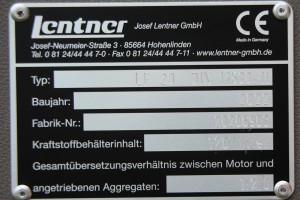 Lentner Josef Lentner GmbH
CE
Made in Germany
Josef-Neumeier-Straße 3 · 85664 Hohenlinden
Tel. 0 81 24/44 44 7-0 · Fax 0 81 24/44 44 7-11 · www.lentner-gmbh.de
Typ:
Baujahr:
Fabrik-Nr.:
Kraftstoffbehälterinhalt:
Gesamtübersetzungsverhältnis zwischen Motor und
angetriebenen Aggregaten: